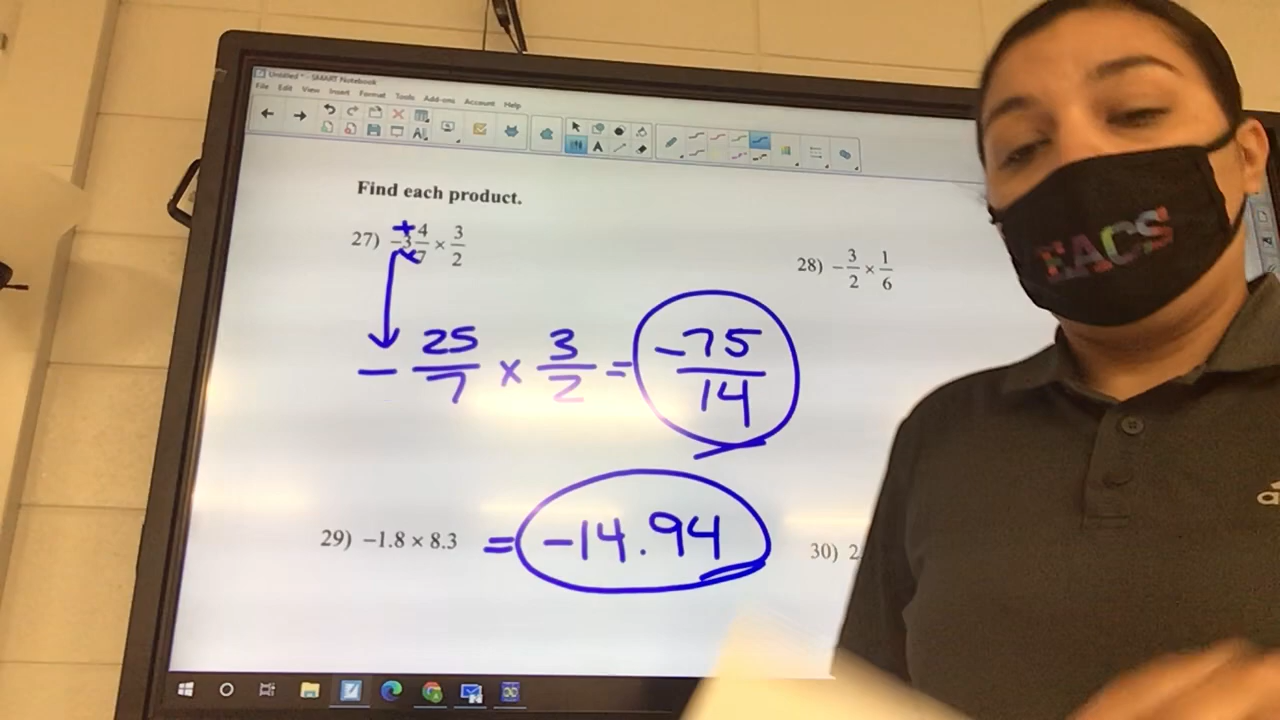 Untitled * - SMART Notebook
File Edit View Insert Format Tools Add-ons Account Help
Find each product.
27) -3 4/7 × 3/2
+
×
28) - 3/2 × 1/6
- 25/7 x 3/2 = -75/14
29) -1.8 × 8.3 = -14.94
30) 2
EACS